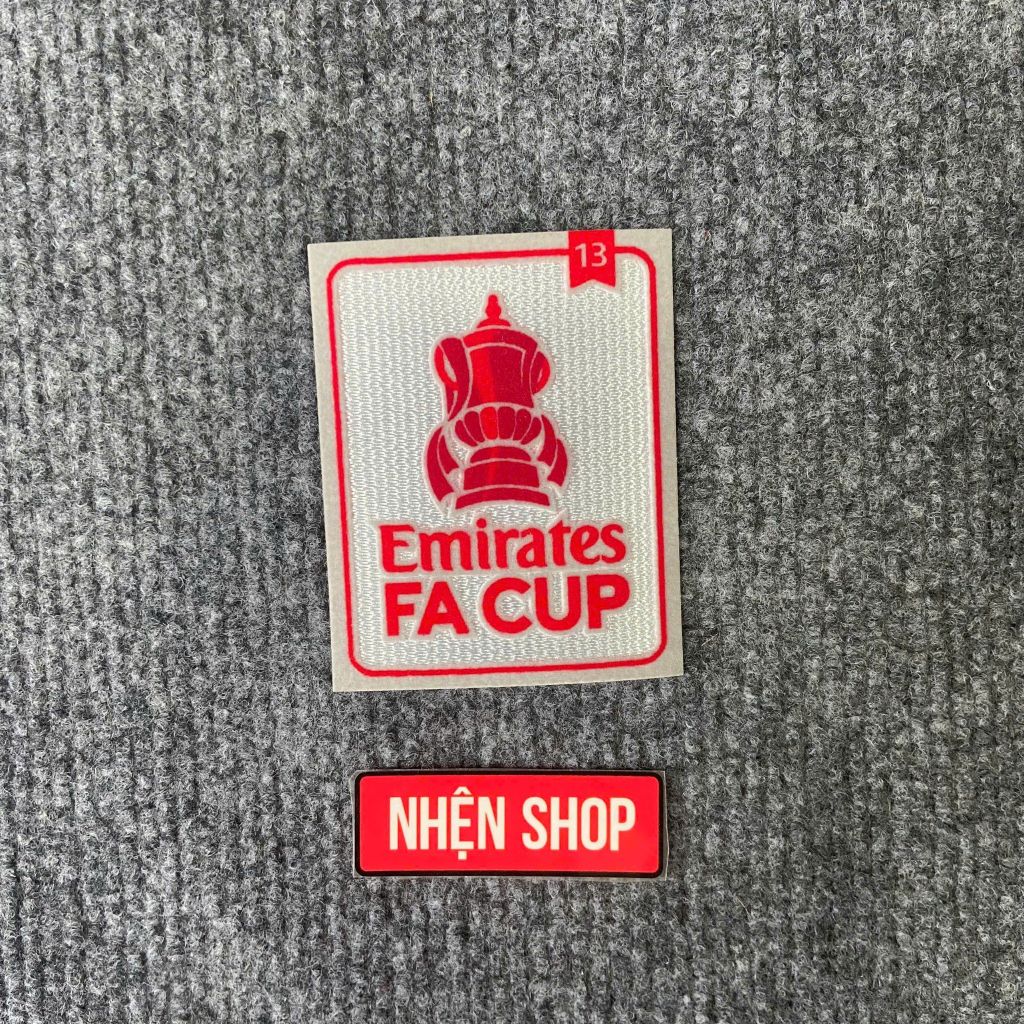 13
Emirates
FA CUP
NHỆN SHOP